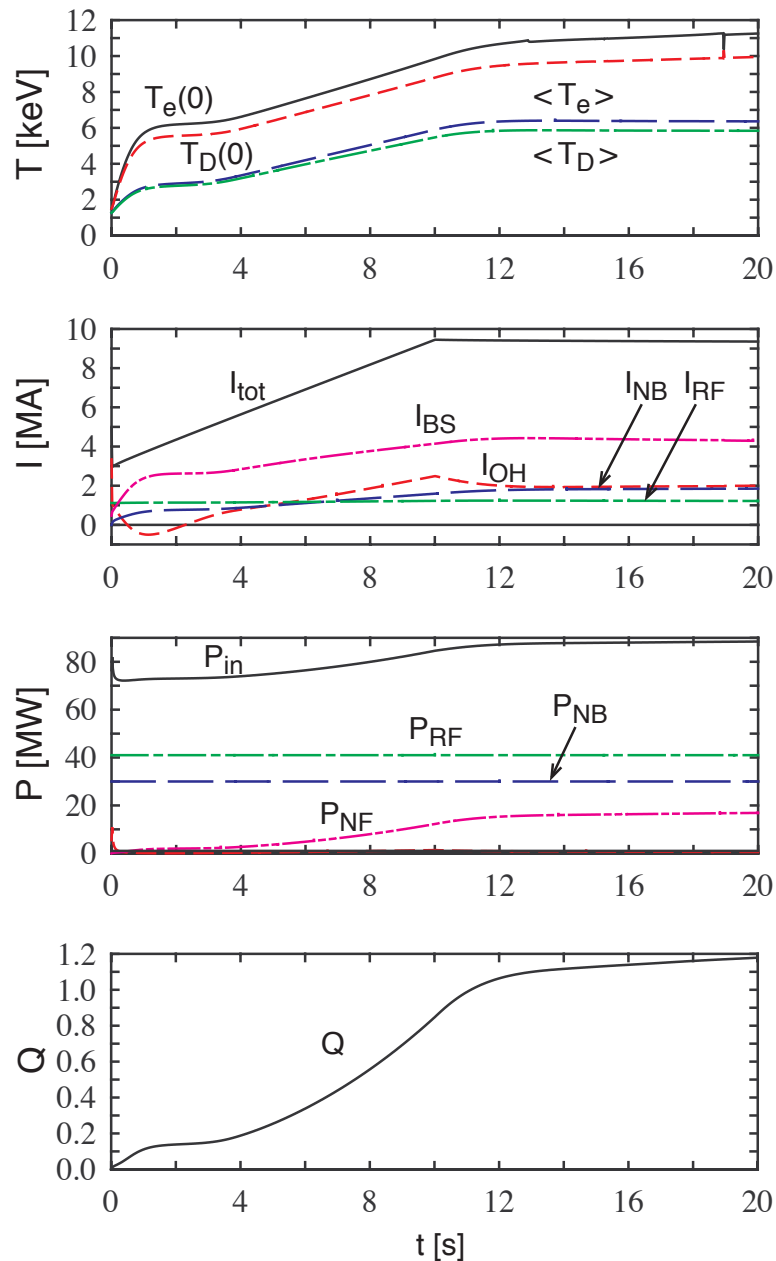 12
10
8
6
4
2
0
T [keV]
T_e(0)
T_D(0)
<T_e>
<T_D>
0 4 8 12 16 20
10
8
6
4
2
0
I [MA]
I_tot
I_BS
I_OH
I_NB
I_RF
0 4 8 12 16 20
80
60
40
20
0
P [MW]
P_in
P_RF
P_NB
P_NF
0 4 8 12 16 20
1.2
1.0
0.8
0.6
0.4
0.2
0.0
Q
Q
0 4 8 12 16 20
t [s]